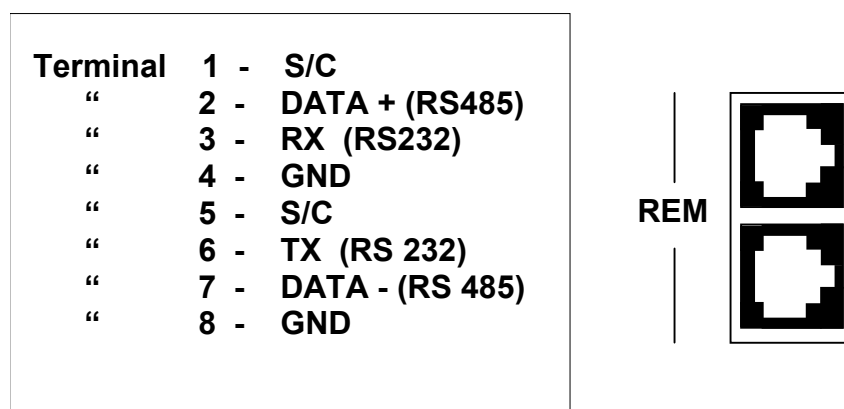 Terminal 1 - S/C
“ 2 - DATA + (RS485)
“ 3 - RX (RS232)
“ 4 - GND
“ 5 - S/C
“ 6 - TX (RS 232)
“ 7 - DATA - (RS 485)
“ 8 - GND
REM